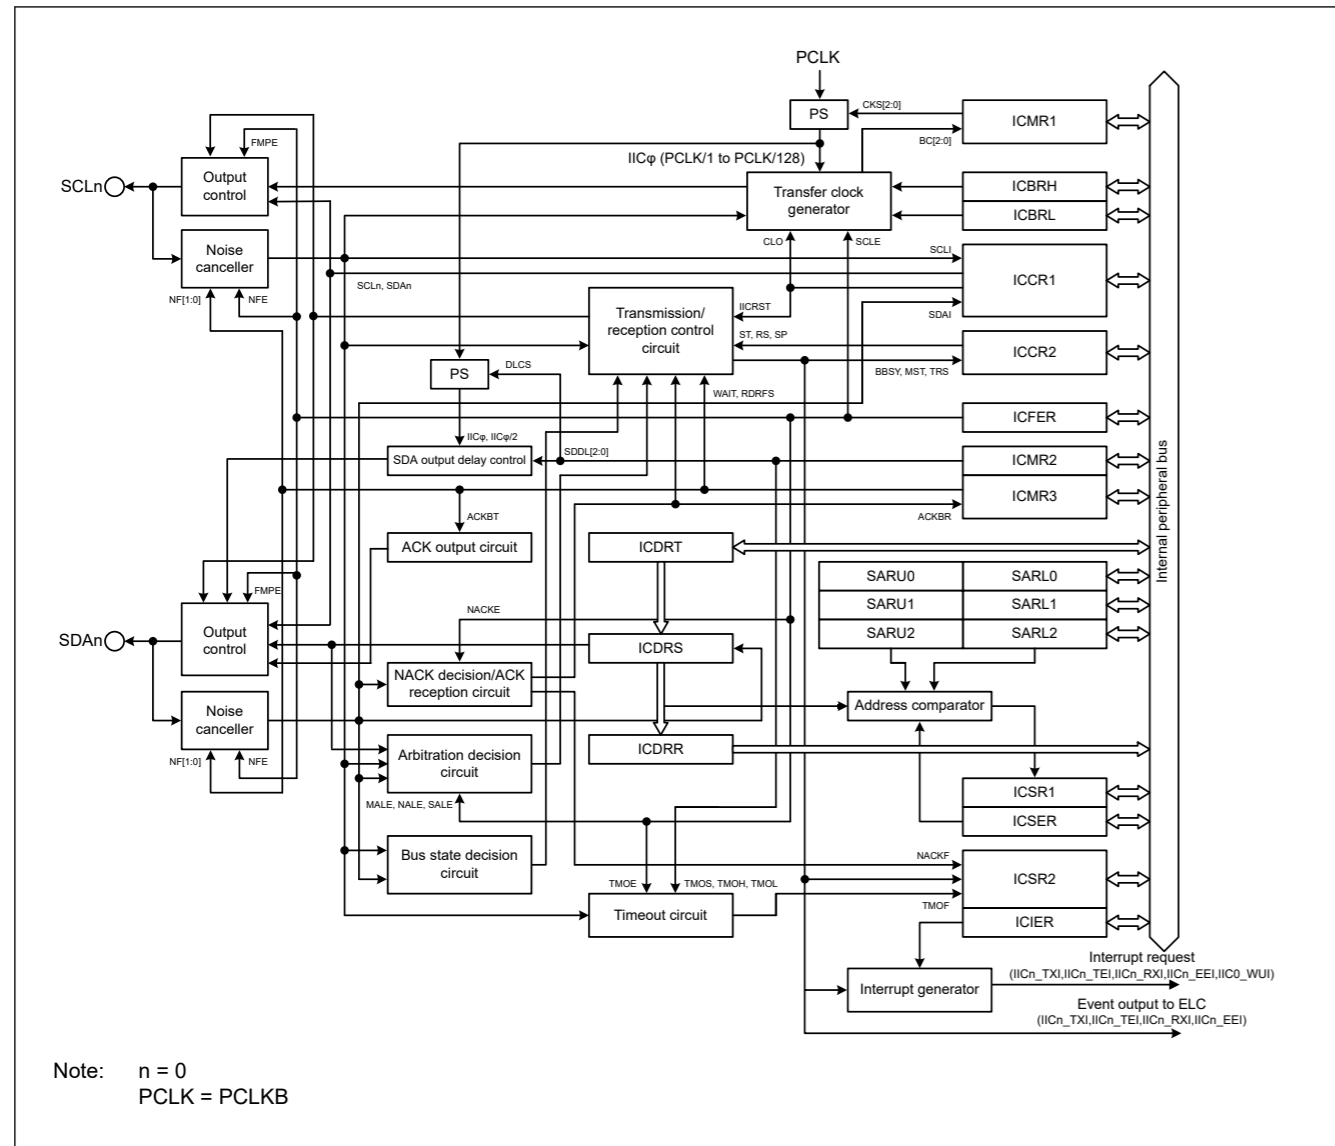 PCLK
PS
CKS[2:0]
BC[2:0]
ICMR1
IICφ (PCLK/1 to PCLK/128)
FMPE
SCLn
Output
control
Transfer clock
generator
ICBRH
ICBRL
Noise
canceller
NF[1:0]
NFE
CLO
SCLE
SCLI
SCLn, SDAn
ICCR1
SDAI
Transmission/
reception control
circuit
IICRST
ST, RS, SP
ICCR2
BBSY, MST, TRS
PS
DLCS
WAIT, RDRFS
ICFER
IICφ, IICφ/2
SDDL[2:0]
SDA output delay control
ICMR2
ICMR3
ACKBR
ACKBT
ACK output circuit
ICDRT
Internal peripheral bus
SARU0
SARL0
SARU1
SARL1
SARU2
SARL2
FMPE
SDAn
Output
control
NACKE
ICDRS
NACK decision/ACK
reception circuit
Address comparator
Noise
canceller
NF[1:0]
NFE
ICDRR
Arbitration decision
circuit
MALE, NALE, SALE
ICSR1
ICSER
Bus state decision
circuit
NACKF
ICSR2
TMOE
TMOS, TMOH, TMOL
TMOF
Timeout circuit
ICIER
Interrupt generator
Interrupt request
(IICn_TXI,IICn_TEI,IICn_RXI,IICn_EEI,IIC0_WUI)
Event output to ELC
(IICn_TXI,IICn_TEI,IICn_RXI,IICn_EEI)
Note: n = 0
PCLK = PCLKB